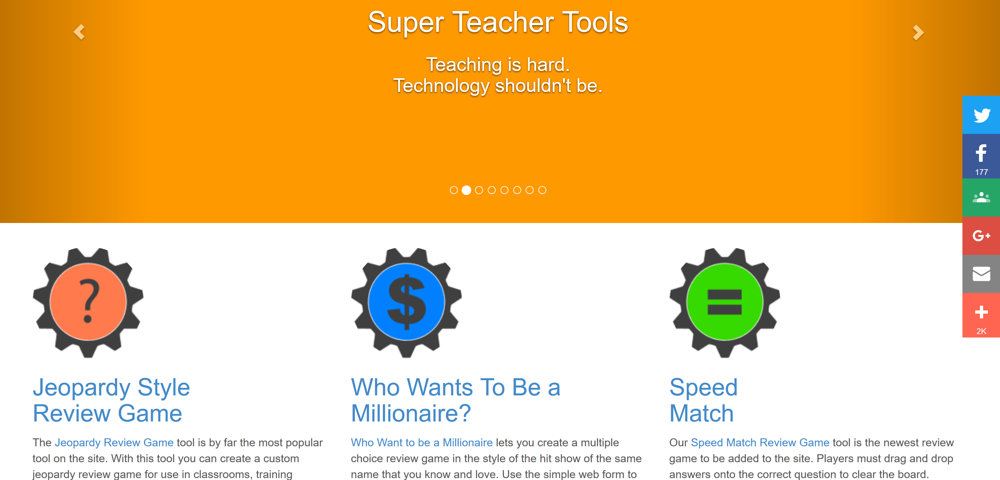 Super Teacher Tools
Teaching is hard.
Technology shouldn't be.
177
G+
2K
?
$
=
Jeopardy Style
Review Game
The Jeopardy Review Game tool is by far the most popular
tool on the site. With this tool you can create a custom
jeopardy review game for use in classrooms, training
Who Wants To Be a
Millionaire?
Who Want to be a Millionaire lets you create a multiple
choice review game in the style of the hit show of the same
name that you know and love. Use the simple web form to
Speed
Match
Our Speed Match Review Game tool is the newest review
game to be added to the site. Players must drag and drop
answers onto the correct question to clear the board.